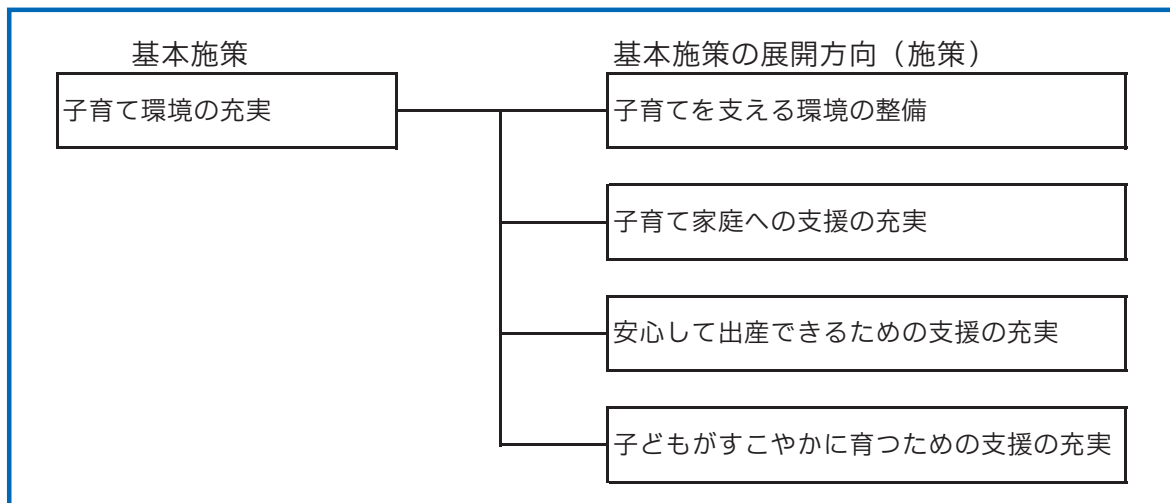 基本施策
基本施策の展開方向（施策）
子育て環境の充実
子育てを支える環境の整備
子育て家庭への支援の充実
安心して出産できるための支援の充実
子どもがすこやかに育つための支援の充実